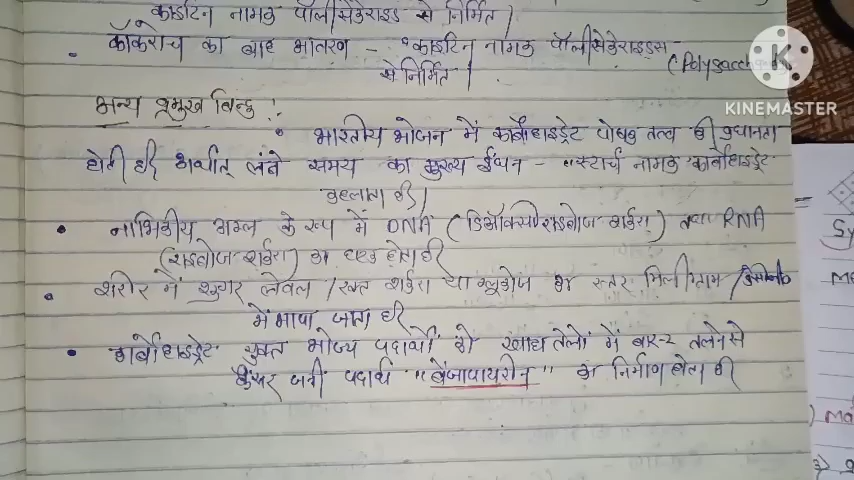 काइटिन नामक पॉलीसैकेराइड से निर्मित।
• कॉकरोच का बाह्य आवरण - "काइटिन नामक पॉलीसैकेराइड्स
(Polysacch
से निर्मित।
अन्य प्रमुख बिन्दु :-
• भारतीय भोजन में कार्बोहाइड्रेट पोषक तत्व की प्रधानता
होती है। अर्थात् लंबे समय का मुख्य ईंधन - "स्टार्च नामक कार्बोहाइड्रेट
कहलाता है।
• नाभिकीय अम्ल के रूप में DNA (डिऑक्सीराइबोज शर्करा) तथा RNA
(राइबोज शर्करा) का घटक होता है।
• शरीर में शुगर लेवल / रक्त शर्करा या ग्लूकोज का स्तर मिलीग्राम /
में मापा जाता है।
• कार्बोहाइड्रेट युक्त भोज्य पदार्थों को खाद्य तेलों में बार-२ तलने से
कैंसर जनी पदार्थ "बेंजापायरीन" का निर्माण होता है
KINEMASTER